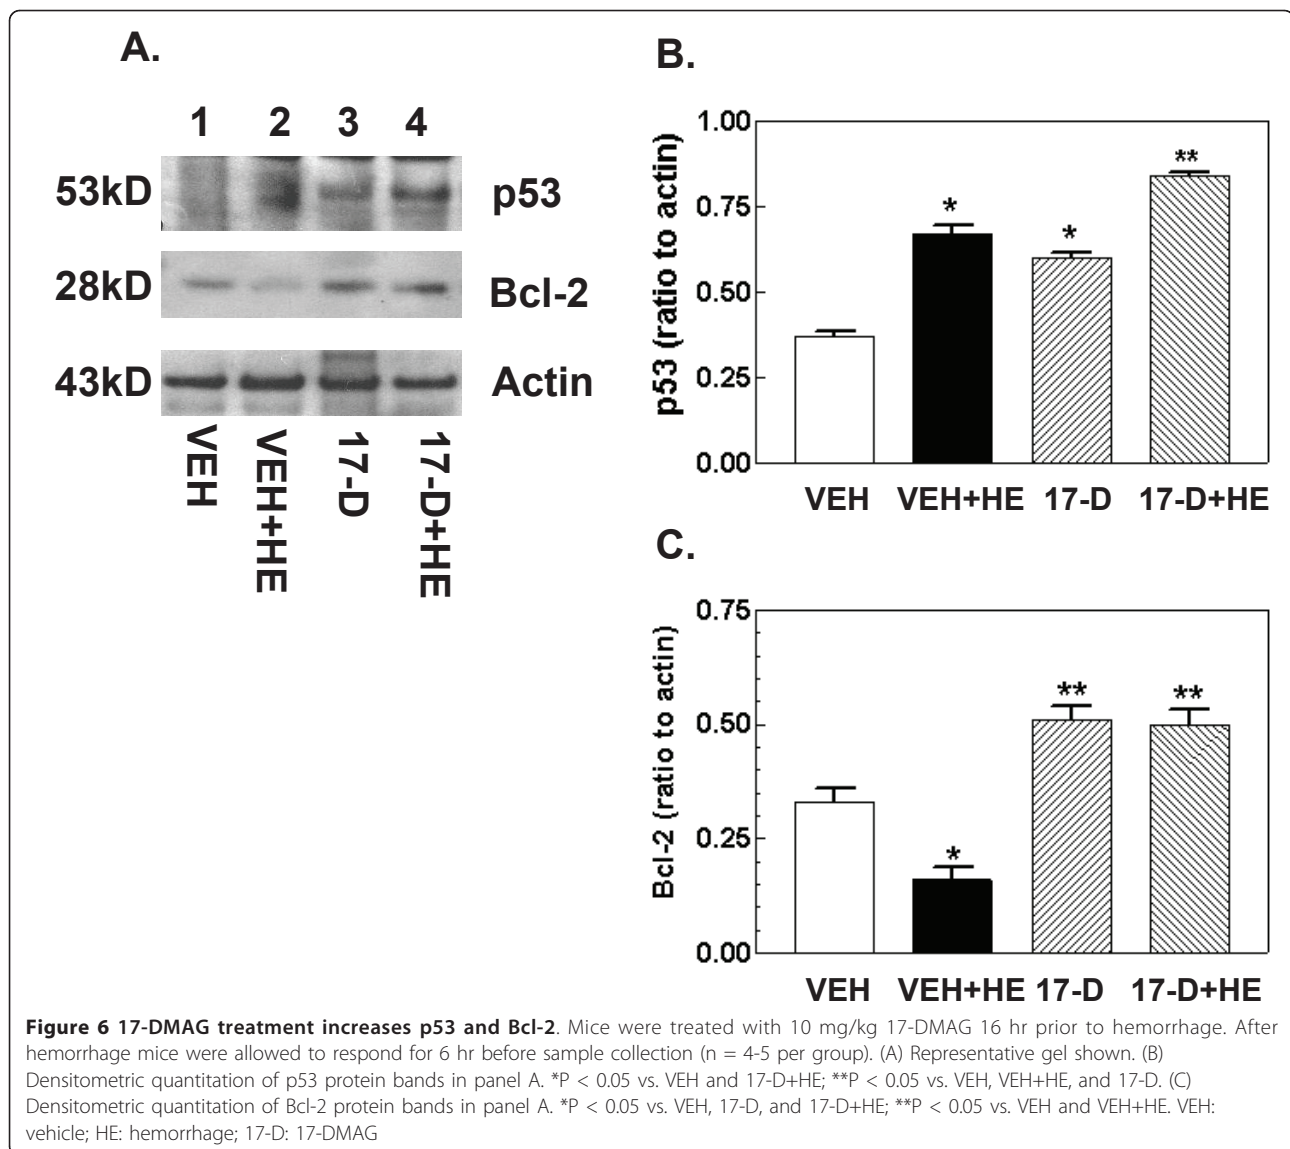 A.
1 2 3 4
53kD p53
28kD Bcl-2
43kD Actin
VEH VEH+HE 17-D 17-D+HE
B.
p53 (ratio to actin)
1.00
0.75
0.50
0.25
0.00
* * **
VEH VEH+HE 17-D 17-D+HE
C.
Bcl-2 (ratio to actin)
0.75
0.50
0.25
0.00
* ** **
VEH VEH+HE 17-D 17-D+HE
Figure 6 17-DMAG treatment increases p53 and Bcl-2. Mice were treated with 10 mg/kg 17-DMAG 16 hr prior to hemorrhage. After
hemorrhage mice were allowed to respond for 6 hr before sample collection (n = 4-5 per group). (A) Representative gel shown. (B)
Densitometric quantitation of p53 protein bands in panel A. *P < 0.05 vs. VEH and 17-D+HE; **P < 0.05 vs. VEH, VEH+HE, and 17-D. (C)
Densitometric quantitation of Bcl-2 protein bands in panel A. *P < 0.05 vs. VEH, 17-D, and 17-D+HE; **P < 0.05 vs. VEH and VEH+HE. VEH:
vehicle; HE: hemorrhage; 17-D: 17-DMAG